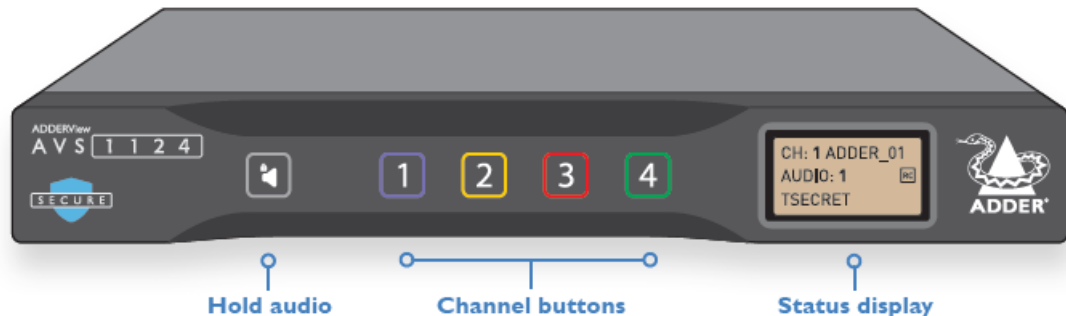 ADDERView
AVS 1124
SECURE
1 2 3 4
CH: 1 ADDER_01
AUDIO: 1 RC
TSECRET
ADDER®
Hold audio
Channel buttons
Status display